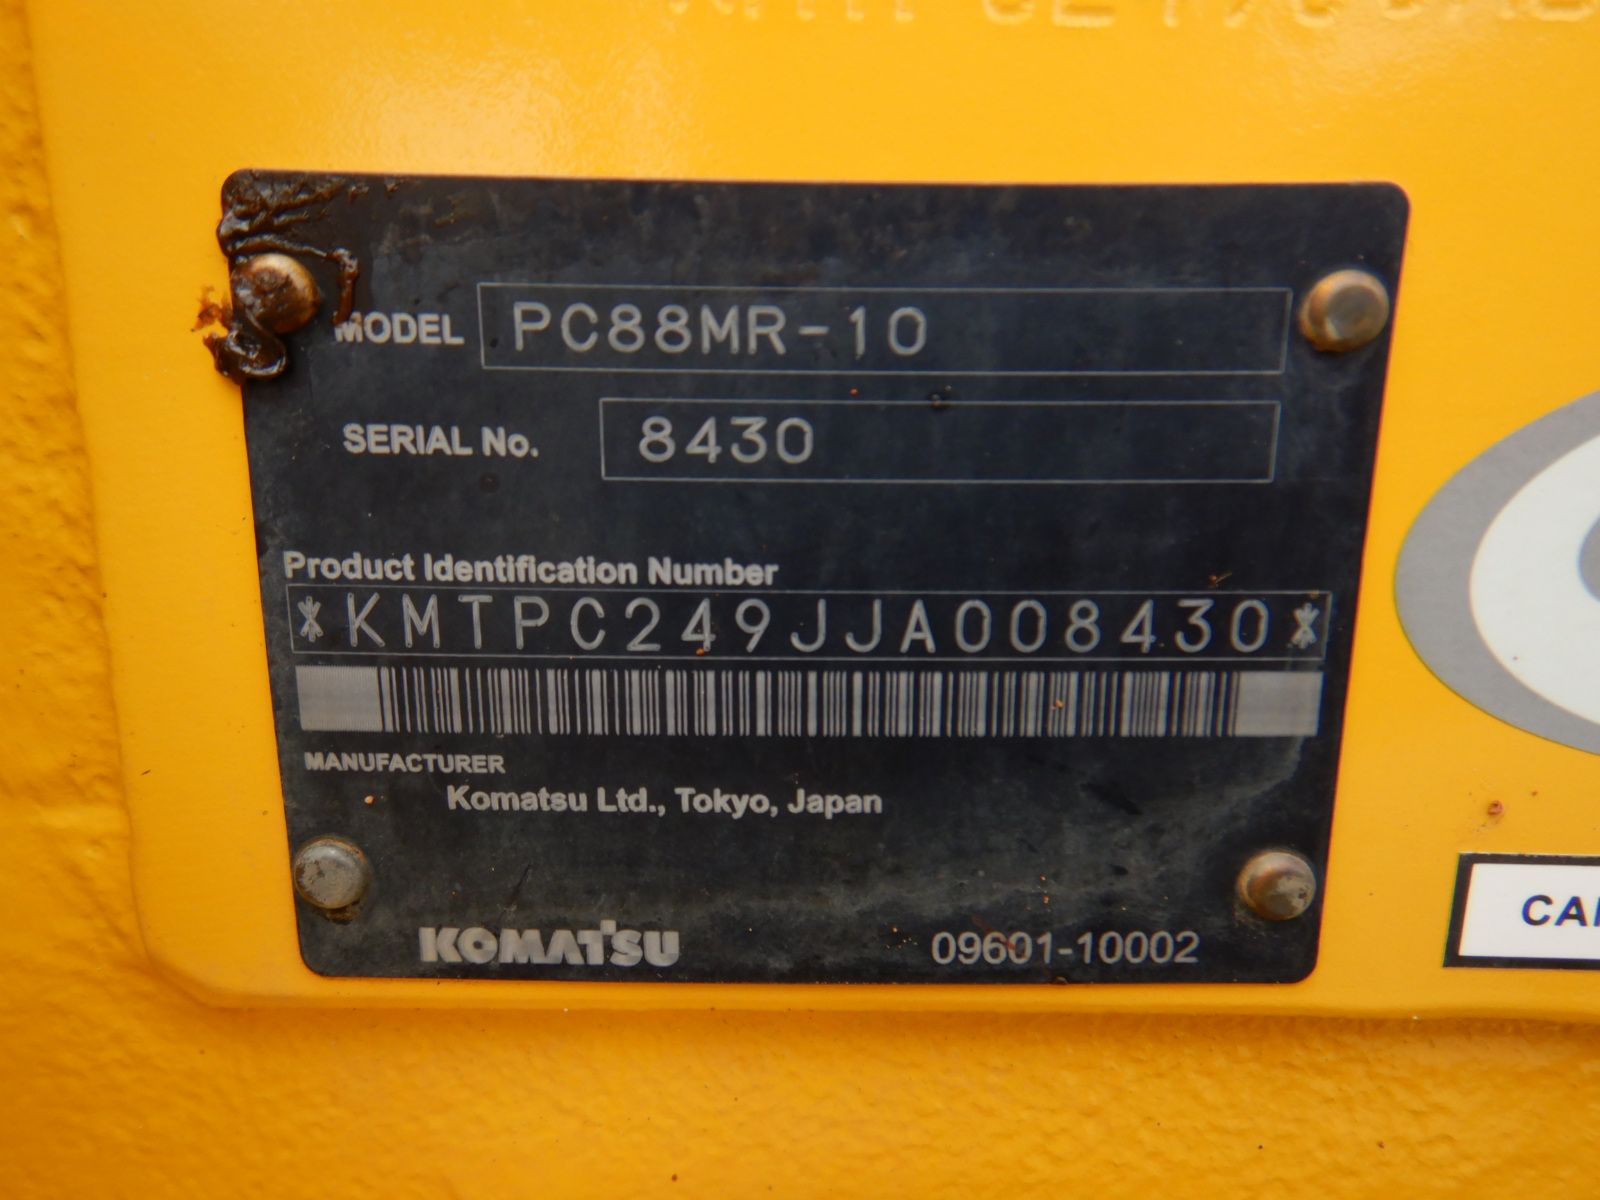 MODEL PC88MR-10
SERIAL No. 8430
Product Identification Number
*KMTPC249JJA008430*
MANUFACTURER
Komatsu Ltd., Tokyo, Japan
KOMATSU 09601-10002